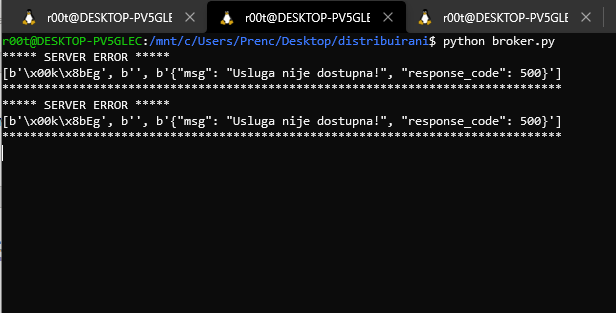 r00t@DESKTOP-PV5GLE
r00t@DESKTOP-PV5GLE
r00t@DESKTOP-PV5GLE
r00t@DESKTOP-PV5GLEC:/mnt/c/Users/Prenc/Desktop/distribuirani$ python broker.py
***** SERVER ERROR *****
[b'\x00k\x8bEg', b'', b'{"msg": "Usluga nije dostupna!", "response_code": 500}']
********************************************************************************
***** SERVER ERROR *****
[b'\x00k\x8bEg', b'', b'{"msg": "Usluga nije dostupna!", "response_code": 500}']
********************************************************************************